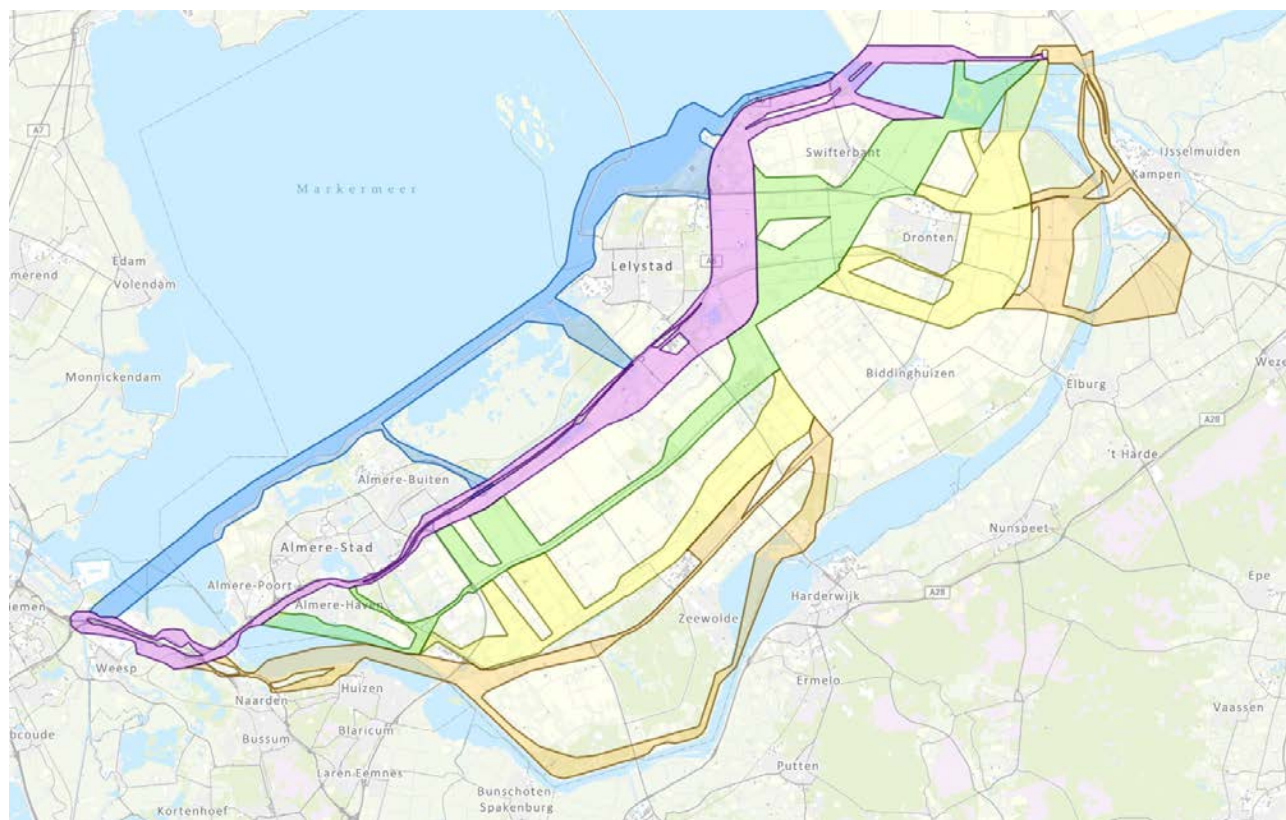 A7
Markermeer
Swifterbant
IJsselmuiden
Kampen
Dronten
Edam
Volendam
Lelystad
A6
Monnickendam
Biddinghuizen
Elburg
A28
't Harde
Almere-Buiten
Almere-Stad
Nunspeet
Almere-Poort
Almere-Haven
Harderwijk
A28
Epe
Zeewolde
Weesp
Ermelo
Huizen
Naarden
Blaricum
Bussum
Vaassen
Laren
Eemnes
Putten
Bunschoten
Spakenburg
Kortenhoef